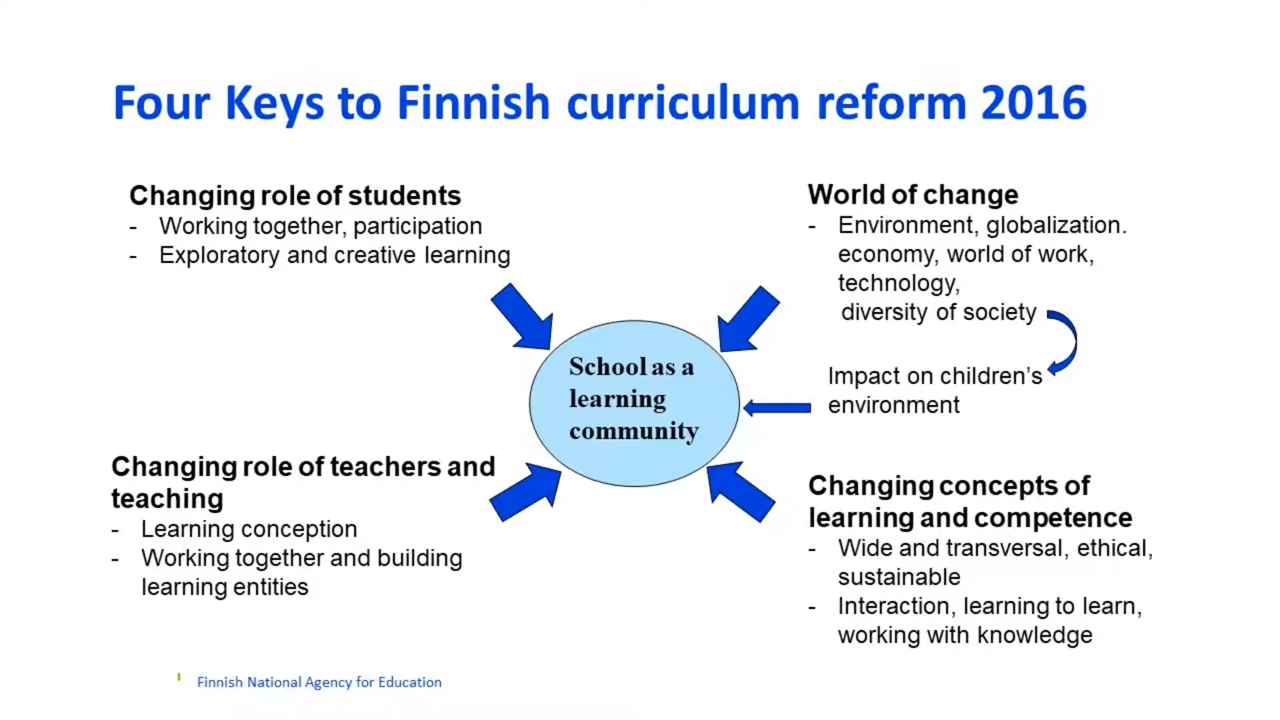 Four Keys to Finnish curriculum reform 2016
Changing role of students
- Working together, participation
- Exploratory and creative learning
World of change
- Environment, globalization.
economy, world of work,
technology,
diversity of society
Impact on children's
environment
School as a
learning
community
Changing role of teachers and
teaching
- Learning conception
- Working together and building
learning entities
Changing concepts of
learning and competence
- Wide and transversal, ethical,
sustainable
- Interaction, learning to learn,
working with knowledge
Finnish National Agency for Education